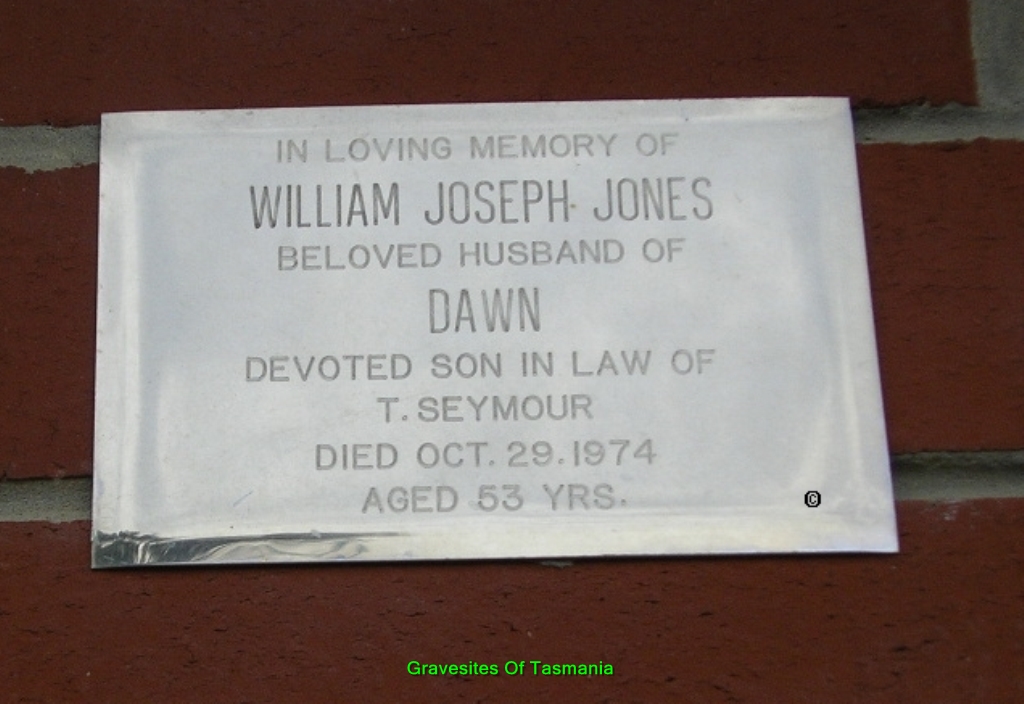 IN LOVING MEMORY OF
WILLIAM JOSEPH JONES
BELOVED HUSBAND OF
DAWN
DEVOTED SON IN LAW OF
T. SEYMOUR
DIED OCT. 29. 1974
AGED 53 YRS.
©
Gravesites Of Tasmania